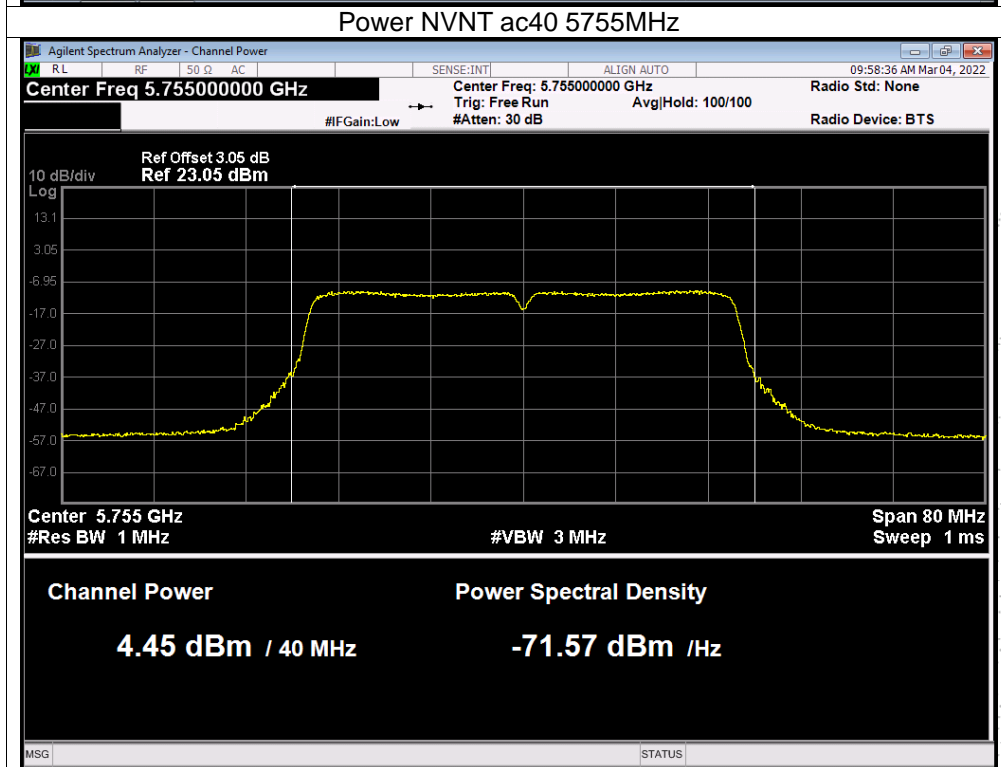 Power NVNT ac40 5755MHz
Agilent Spectrum Analyzer - Channel Power
LXI RL RF 50 Ω AC SENSE:INT ALIGN AUTO 09:58:36 AM Mar 04, 2022
Center Freq 5.755000000 GHz Center Freq: 5.755000000 GHz Radio Std: None
Trig: Free Run Avg|Hold: 100/100
#IFGain:Low #Atten: 30 dB Radio Device: BTS
Ref Offset 3.05 dB
10 dB/div Ref 23.05 dBm
Log
13.1
3.05
-6.95
-17.0
-27.0
-37.0
-47.0
-57.0
-67.0
Center 5.755 GHz Span 80 MHz
#Res BW 1 MHz #VBW 3 MHz Sweep 1 ms
Channel Power Power Spectral Density
4.45 dBm / 40 MHz -71.57 dBm /Hz
MSG STATUS